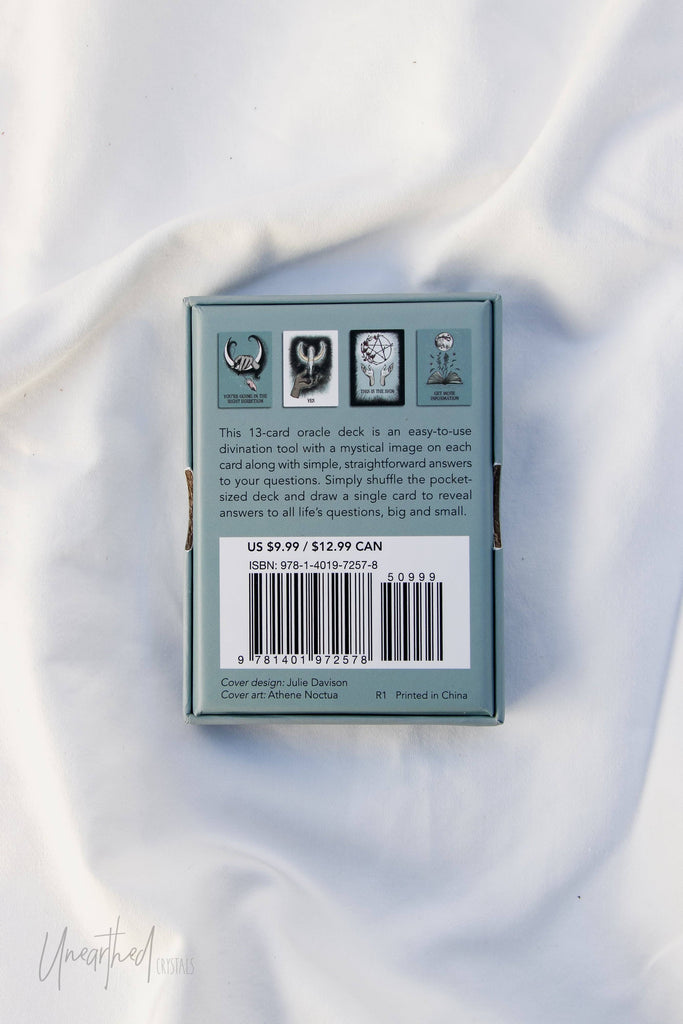 YOU'RE GOING IN THE
RIGHT DIRECTION
YES
THIS IS THE SIGN
GET MORE
INFORMATION
This 13-card oracle deck is an easy-to-use
divination tool with a mystical image on each
card along with simple, straightforward answers
to your questions. Simply shuffle the pocket-
sized deck and draw a single card to reveal
answers to all life's questions, big and small.
US $9.99 / $12.99 CAN
ISBN: 978-1-4019-7257-8
50999
9 781401 972578
Cover design: Julie Davison
Cover art: Athene Noctua R1 Printed in China
Unearthed
CRYSTALS